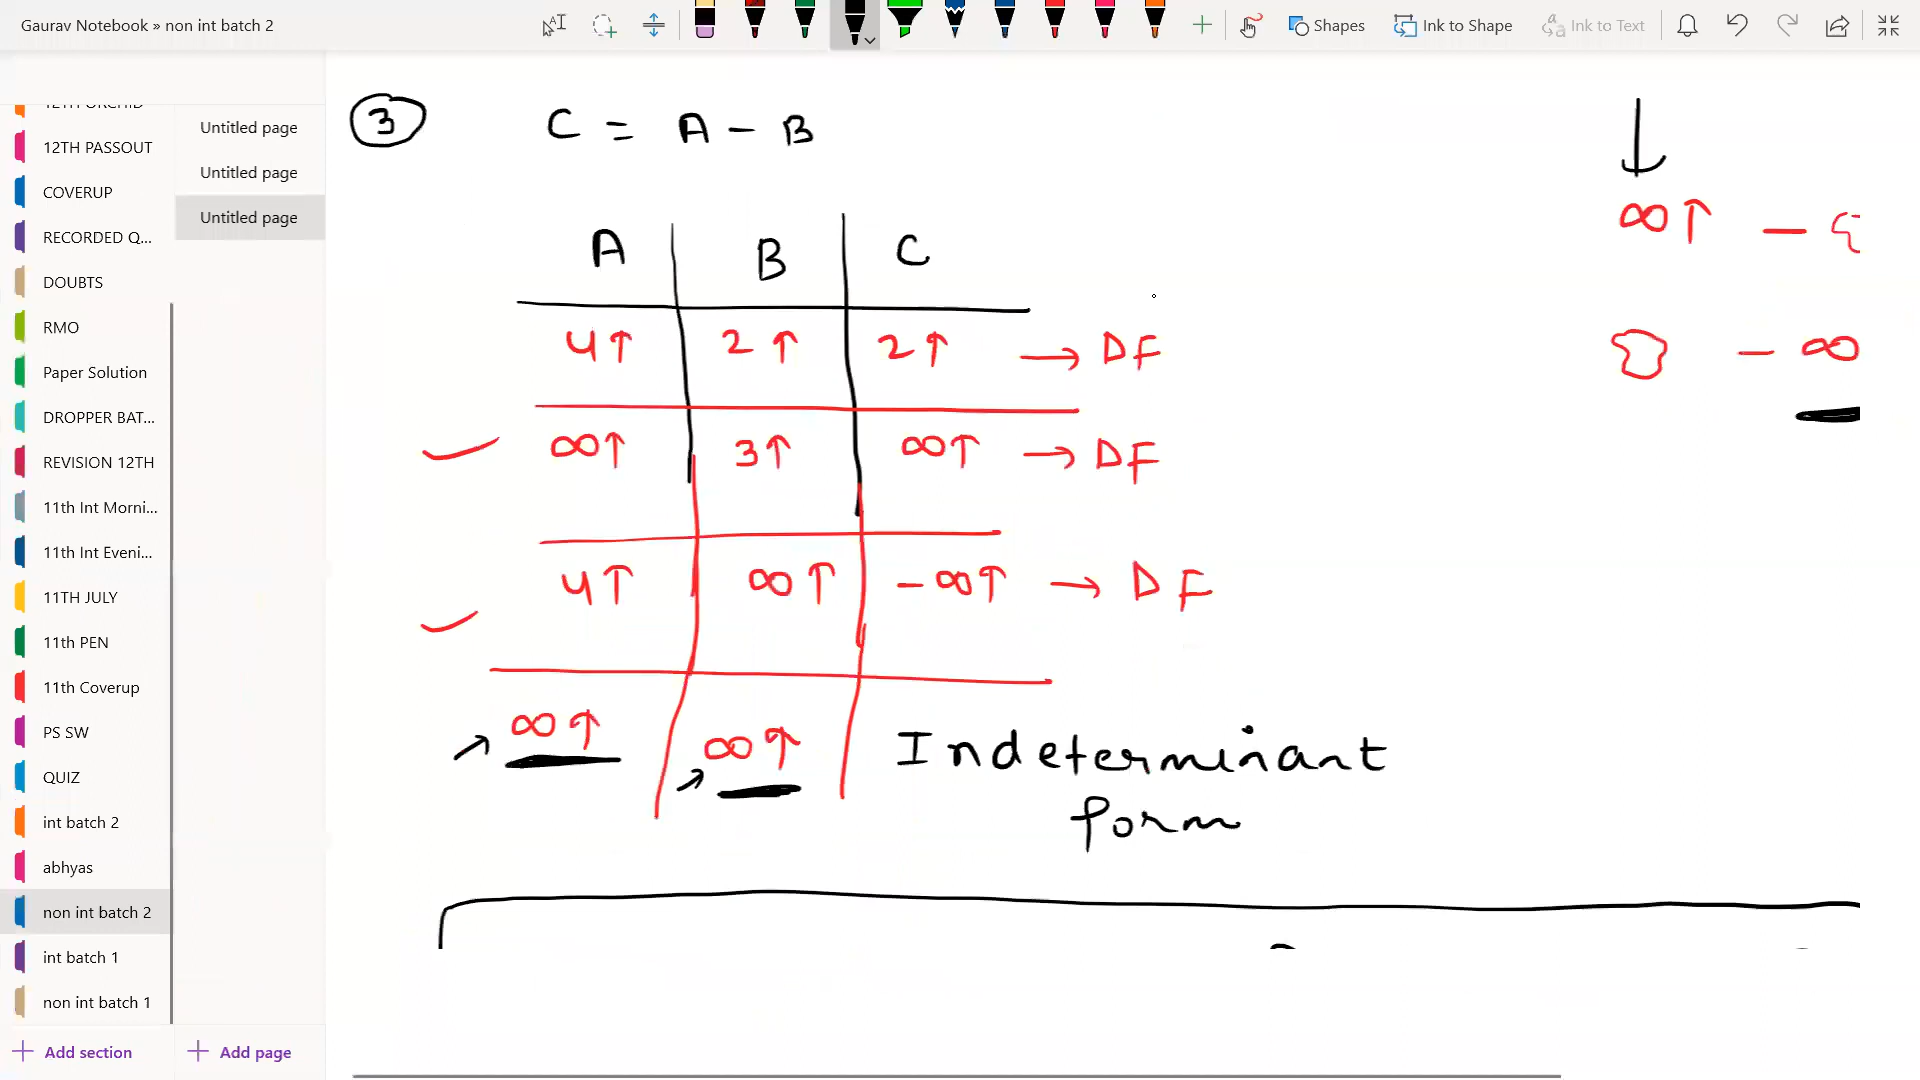 Gaurav Notebook » non int batch 2
Shapes
Ink to Shape
Ink to Text
12TH ORCHID
12TH PASSOUT
COVERUP
RECORDED Q...
DOUBTS
RMO
Paper Solution
DROPPER BAT...
REVISION 12TH
11th Int Morni...
11th Int Eveni...
11TH JULY
11th PEN
11th Coverup
PS SW
QUIZ
int batch 2
abhyas
non int batch 2
int batch 1
non int batch 1
Add section
Untitled page
Untitled page
Untitled page
Add page
3 C = A - B
A B C
4↑ 2↑ 2↑ → DF
∞↑ 3↑ ∞↑ → DF
4↑ ∞↑ -∞↑ → DF
∞↑ ∞↑ Indeterminant
form
↓
∞↑ -
- ∞